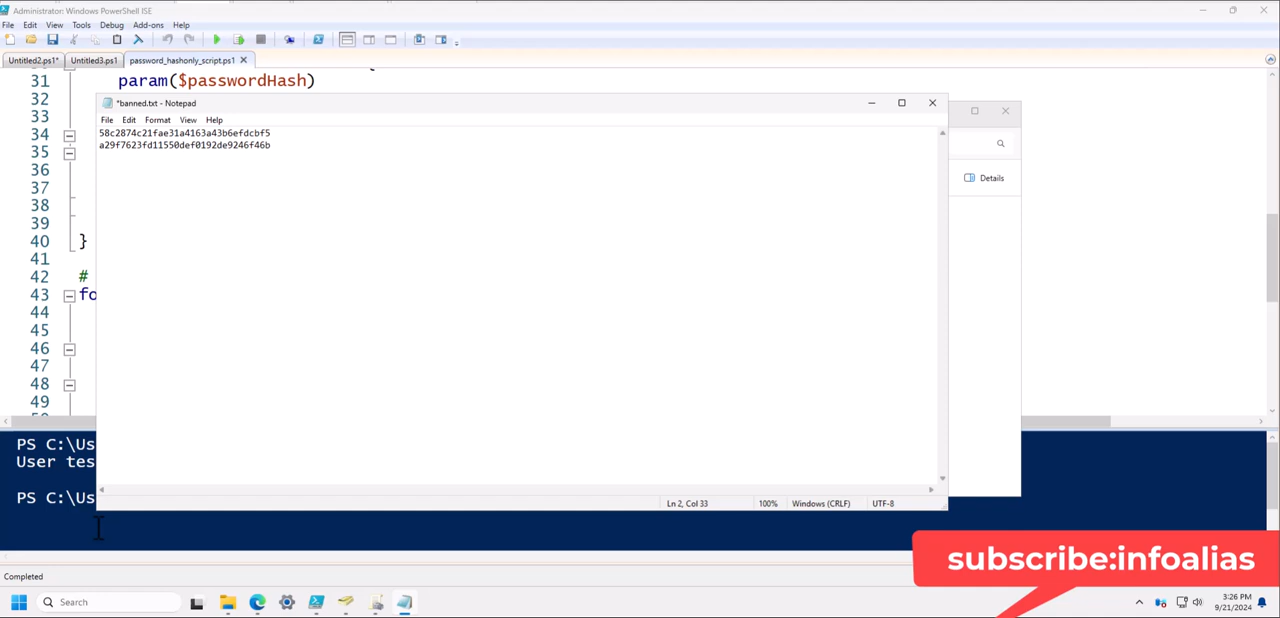 Administrator: Windows PowerShell ISE
File Edit View Tools Debug Add-ons Help
Untitled2.ps1* Untitled3.ps1 password_hashonly_script.ps1
31 param($passwordHash)
32
33
34
35
36
37
38
39
40 }
41
42 #
43 fo
44
45
46
47
48
49
*banned.txt - Notepad
File Edit Format View Help
58c2874c21fae31a4163a43b6efdcbf5
a29f7623fd11550def0192de9246f46b
Ln 2, Col 33 100% Windows (CRLF) UTF-8
Details
PS C:\Us
User tes
PS C:\Us
subscribe:infoalias
Completed
Search
3:26 PM
9/21/2024